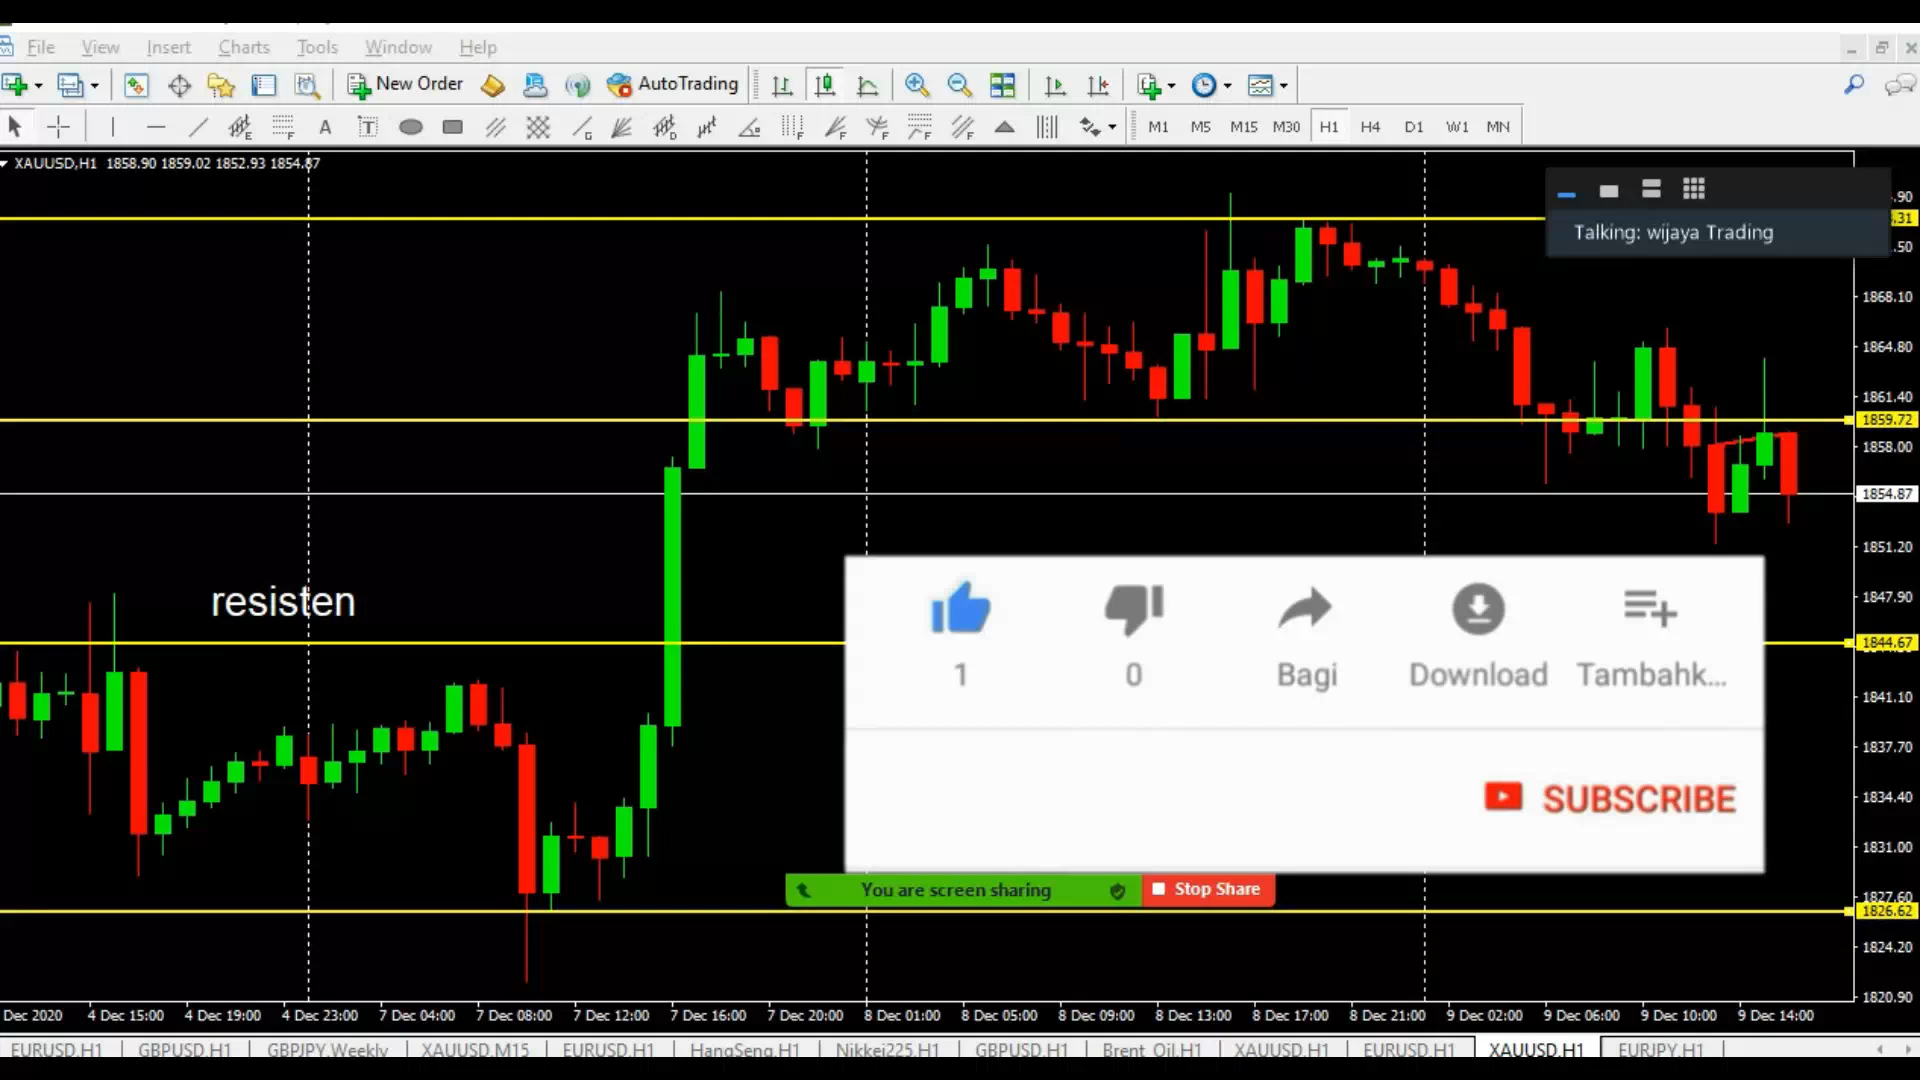 File View Insert Charts Tools Window Help
New Order AutoTrading
A T M1 M5 M15 M30 H1 H4 D1 W1 MN
XAUUSD,H1 1858.90 1859.02 1852.93 1854.87
Talking: wijaya Trading
.90
.31
.50
1868.10
1864.80
1861.40
1859.72
1858.00
1854.87
1851.20
1847.90
1844.67
1841.10
1837.70
1834.40
1831.00
1827.60
1826.62
1824.20
1820.90
resisten
1 0 Bagi Download Tambahk...
SUBSCRIBE
You are screen sharing Stop Share
Dec 2020 4 Dec 15:00 4 Dec 19:00 4 Dec 23:00 7 Dec 04:00 7 Dec 08:00 7 Dec 12:00 7 Dec 16:00 7 Dec 20:00 8 Dec 01:00 8 Dec 05:00 8 Dec 09:00 8 Dec 13:00 8 Dec 17:00 8 Dec 21:00 9 Dec 02:00 9 Dec 06:00 9 Dec 10:00 9 Dec 14:00
EURUSD,H1 GBPUSD,H1 GBPJPY,Weekly XAUUSD,M15 EURUSD,H1 HangSeng,H1 Nikkei225,H1 GBPUSD,H1 Brent_Oil,H1 XAUUSD,H1 EURUSD,H1 XAUUSD,H1 EURJPY,H1